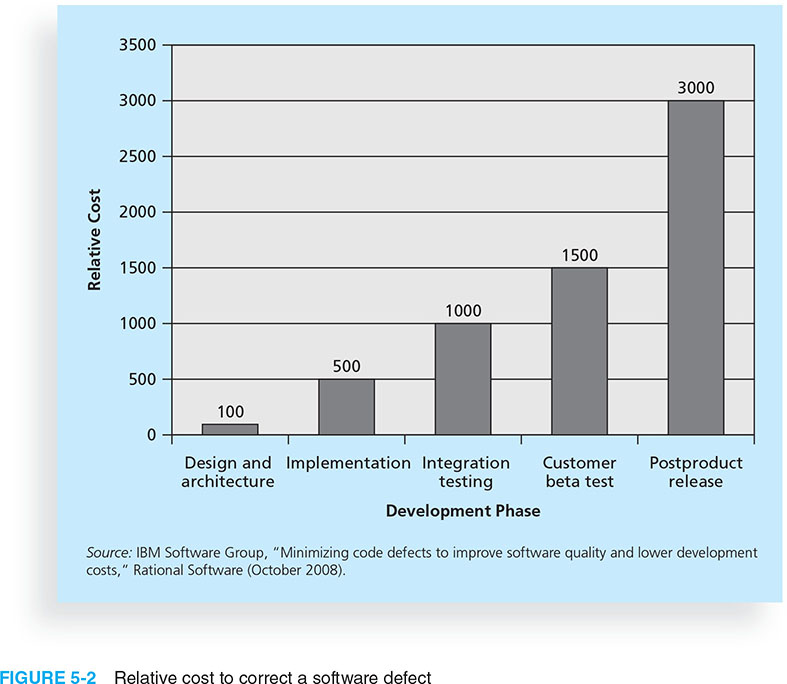 3500
3000
2500
2000
1500
1000
500
0
Relative Cost
100
500
1000
1500
3000
Design and
architecture
Implementation
Integration
testing
Customer
beta test
Postproduct
release
Development Phase
Source: IBM Software Group, “Minimizing code defects to improve software quality and lower development
costs,” Rational Software (October 2008).
FIGURE 5-2 Relative cost to correct a software defect